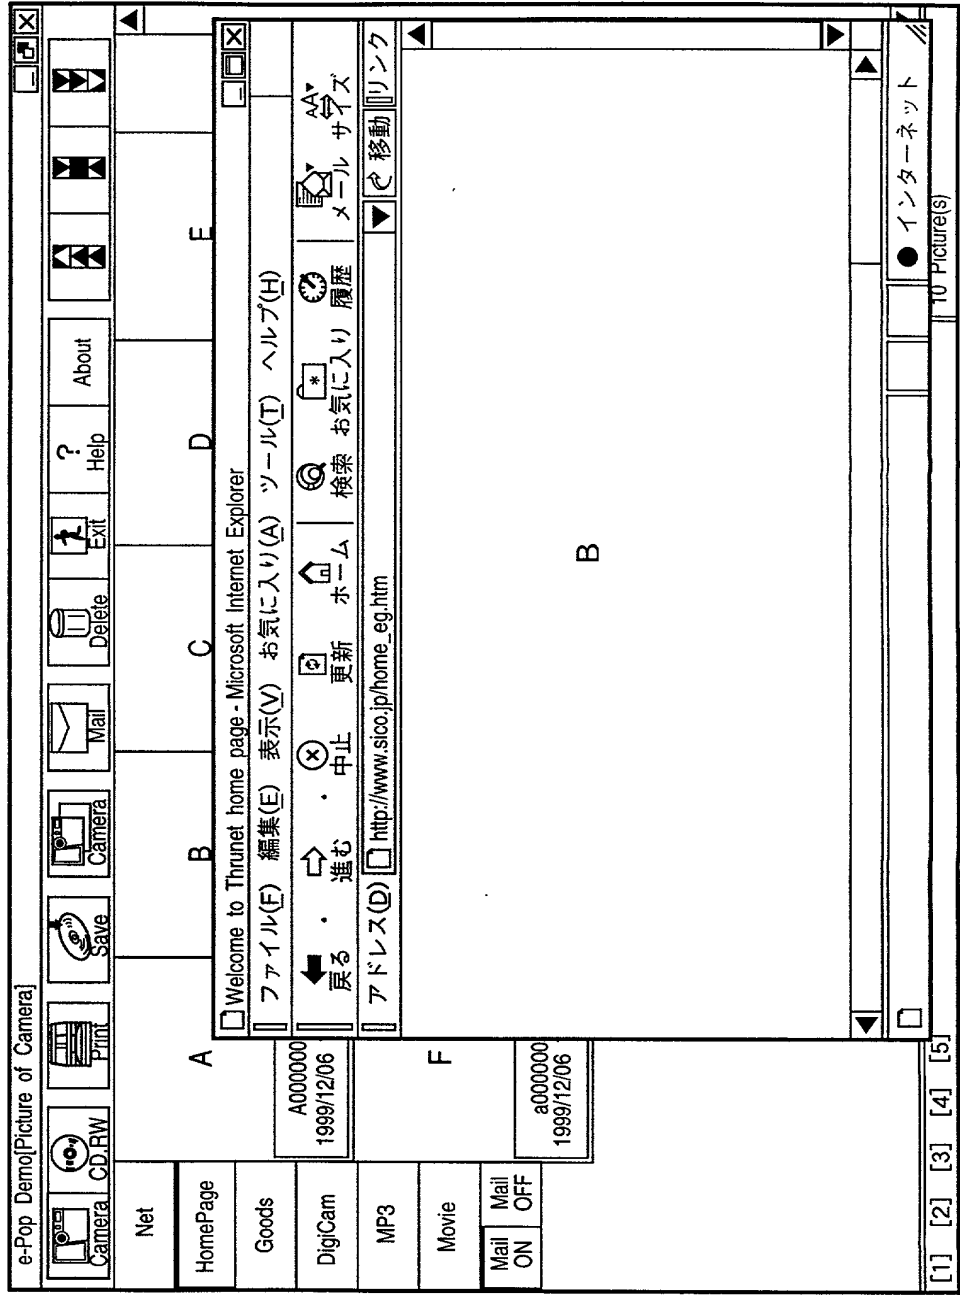 e-Pop Demo[Picture of Camera]
Camera CD.RW Print Save Camera Mail Delete Exit ? Help About
Net
HomePage
Goods
DigiCam
MP3
Movie
Mail ON Mail OFF
A B C D E
A000000
1999/12/06
F
a000000
1999/12/06
Welcome to Thrunet home page - Microsoft Internet Explorer
ファイル(F) 編集(E) 表示(V) お気に入り(A) ツール(T) ヘルプ(H)
戻る 進む 中止 更新 ホーム 検索 お気に入り 履歴 メール AA サイズ
アドレス(D) http://www.sico.jp/home_eg.htm 移動 リンク
B
インターネット
[1] [2] [3] [4] [5] 10 Picture(s)